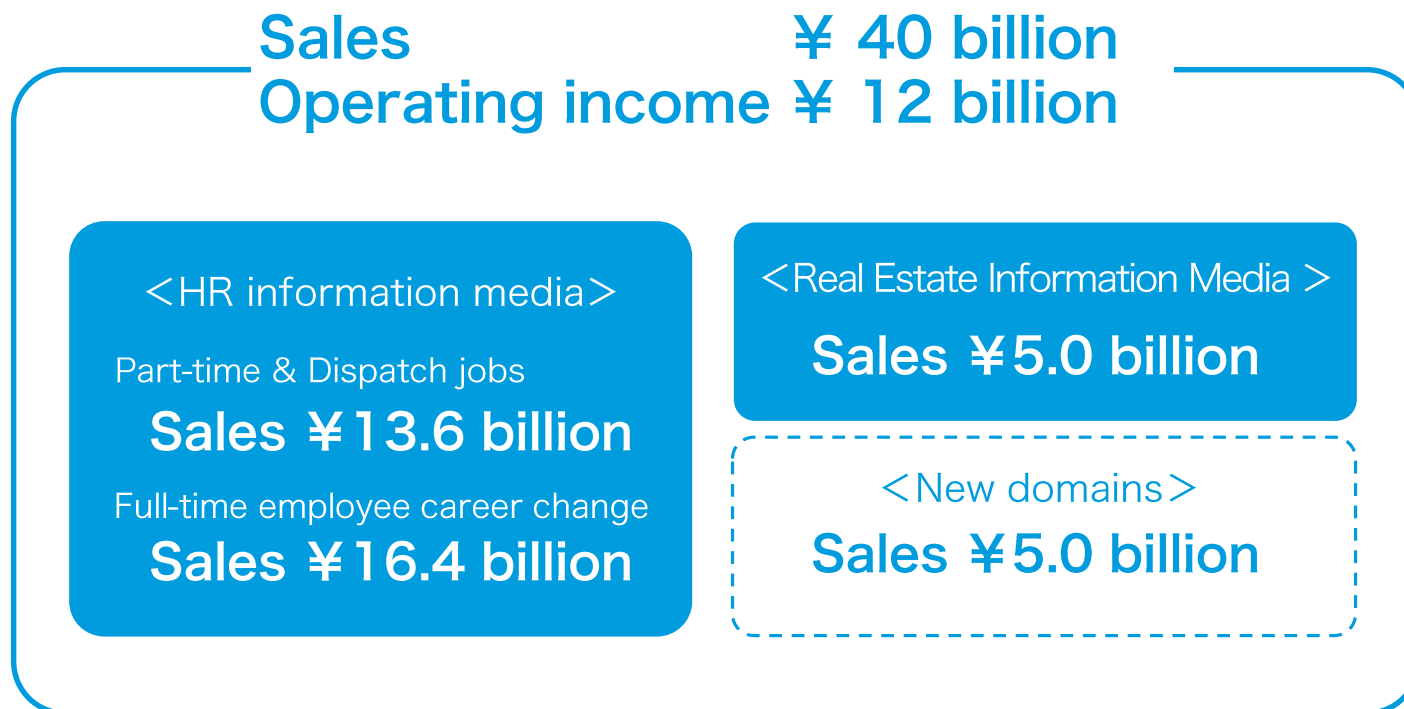 Sales ¥ 40 billion
Operating income ¥ 12 billion
＜HR information media＞
Part-time & Dispatch jobs
Sales ¥13.6 billion
Full-time employee career change
Sales ¥16.4 billion
＜Real Estate Information Media ＞
Sales ¥5.0 billion
＜New domains＞
Sales ¥5.0 billion